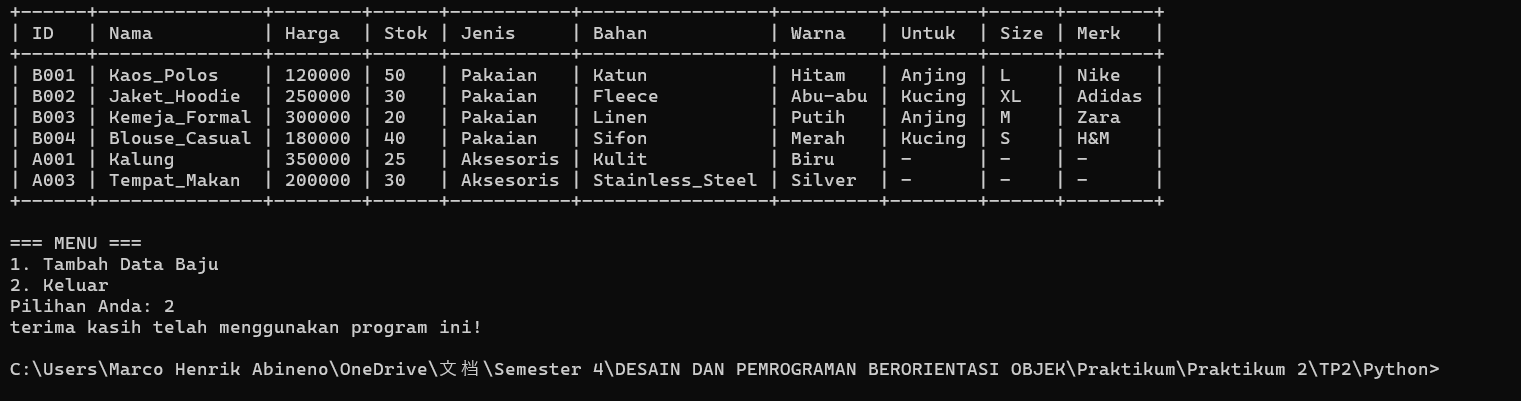 +------+---------------+--------+------+-----------+-----------------+---------+--------+------+--------+
| ID   | Nama          | Harga  | Stok | Jenis     | Bahan           | Warna   | Untuk  | Size | Merk   |
+------+---------------+--------+------+-----------+-----------------+---------+--------+------+--------+
| B001 | Kaos_Polos    | 120000 | 50   | Pakaian   | Katun           | Hitam   | Anjing | L    | Nike   |
| B002 | Jaket_Hoodie  | 250000 | 30   | Pakaian   | Fleece          | Abu-abu | Kucing | XL   | Adidas |
| B003 | Kemeja_Formal | 300000 | 20   | Pakaian   | Linen           | Putih   | Anjing | M    | Zara   |
| B004 | Blouse_Casual | 180000 | 40   | Pakaian   | Sifon           | Merah   | Kucing | S    | H&M    |
| A001 | Kalung        | 350000 | 25   | Aksesoris | Kulit           | Biru    | -      | -    | -      |
| A003 | Tempat_Makan  | 200000 | 30   | Aksesoris | Stainless_Steel | Silver  | -      | -    | -      |
+------+---------------+--------+------+-----------+-----------------+---------+--------+------+--------+

=== MENU ===
1. Tambah Data Baju
2. Keluar
Pilihan Anda: 2
terima kasih telah menggunakan program ini!

C:\Users\Marco Henrik Abineno\OneDrive\文档\Semester 4\DESAIN DAN PEMROGRAMAN BERORIENTASI OBJEK\Praktikum\Praktikum 2\TP2\Python>